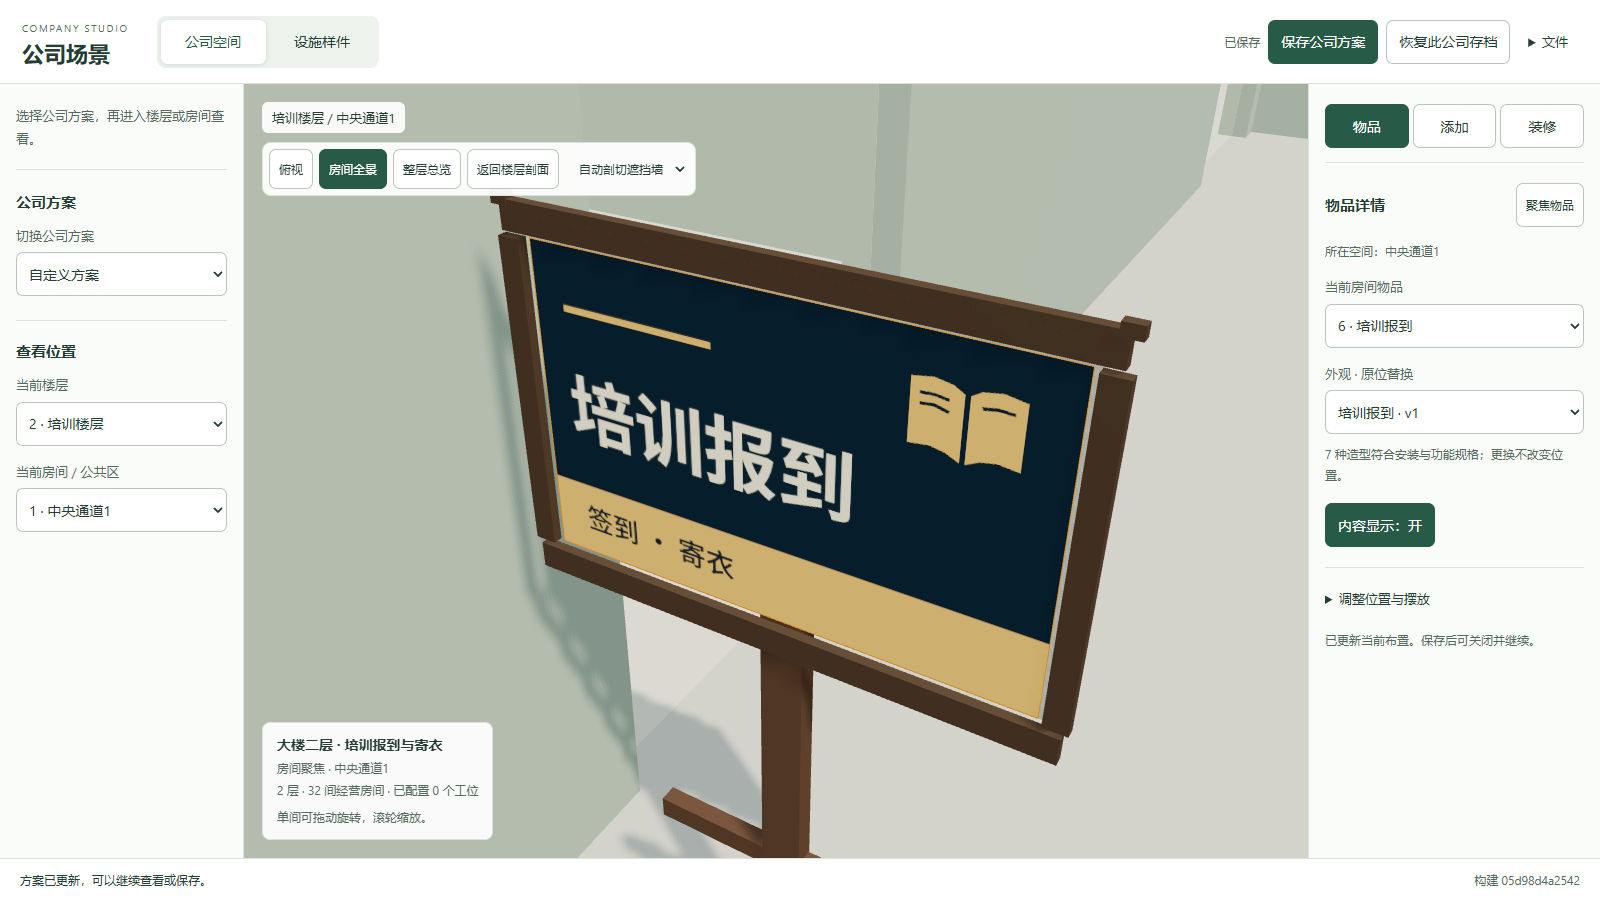 COMPANY STUDIO
公司场景
公司空间
设施样件
已保存
保存公司方案
恢复此公司存档
文件
选择公司方案，再进入楼层或房间查看。
公司方案
切换公司方案
自定义方案
查看位置
当前楼层
2 · 培训楼层
当前房间 / 公共区
1 · 中央通道1
培训楼层 / 中央通道1
俯视
房间全景
整层总览
返回楼层剖面
自动剖切遮挡墙
培训报到
签到 · 寄衣
大楼二层 · 培训报到与寄衣
房间聚焦 · 中央通道1
2 层 · 32 间经营房间 · 已配置 0 个工位
单间可拖动旋转，滚轮缩放。
物品
添加
装修
物品详情
聚焦物品
所在空间：中央通道1
当前房间物品
6 · 培训报到
外观 · 原位替换
培训报到 · v1
7 种造型符合安装与功能规格；更换不改变位置。
内容显示：开
调整位置与摆放
已更新当前布置。保存后可关闭并继续。
方案已更新，可以继续查看或保存。
构建 05d98d4a2542